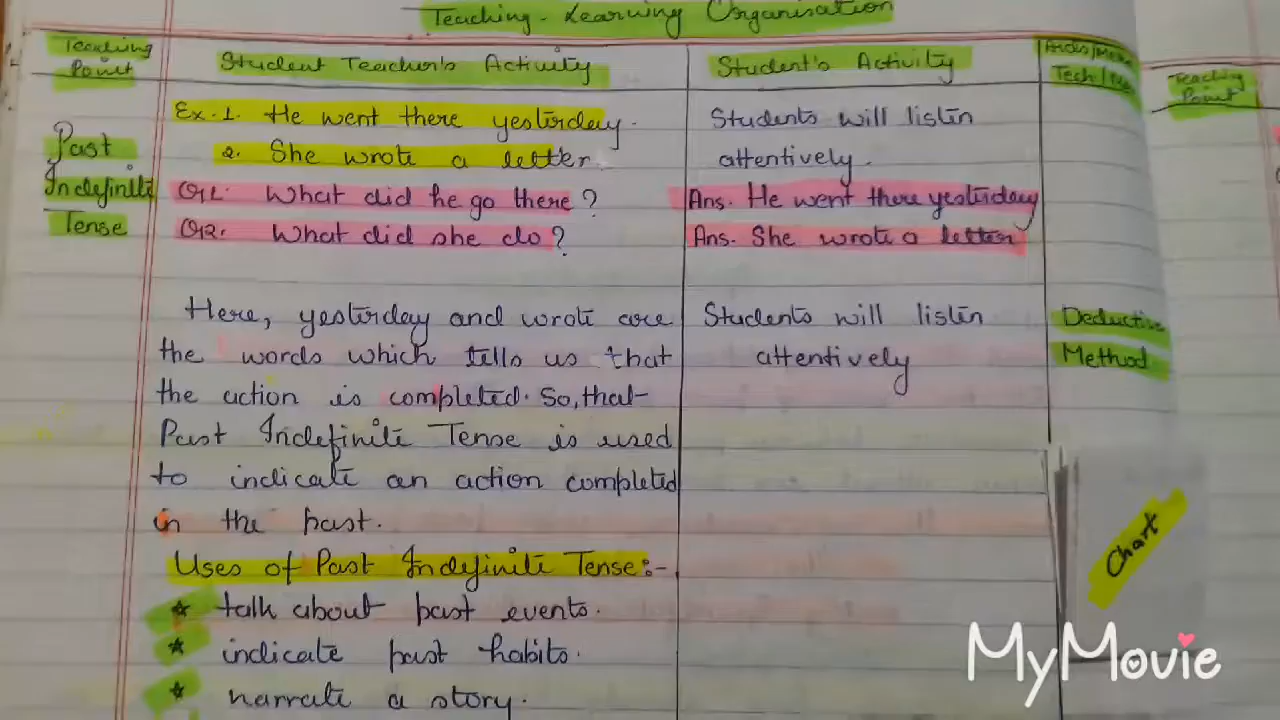 Teaching-Learning Organisation
Teaching Point
Student Teacher's Activity
Student's Activity
Tech
Teaching Point
Past Indefinite Tense
Ex. 1. He went there yesterday.
2. She wrote a letter.
Q1. What did he go there?
Q2. What did she do?
Students will listin
attentively.
Ans. He went there yesterday
Ans. She wrote a letter
Here, yesterday and wrote are
the words which tells us that
the action is completed. So, that
Past Indefinite Tense is used
to indicate an action completed
in the past.
Students will listin
attentively
Deductive
Method
Uses of Past Indefinite Tense:-
★ talk about past events.
★ indicate past habits.
★ narrate a story.
Chart
MyMovie